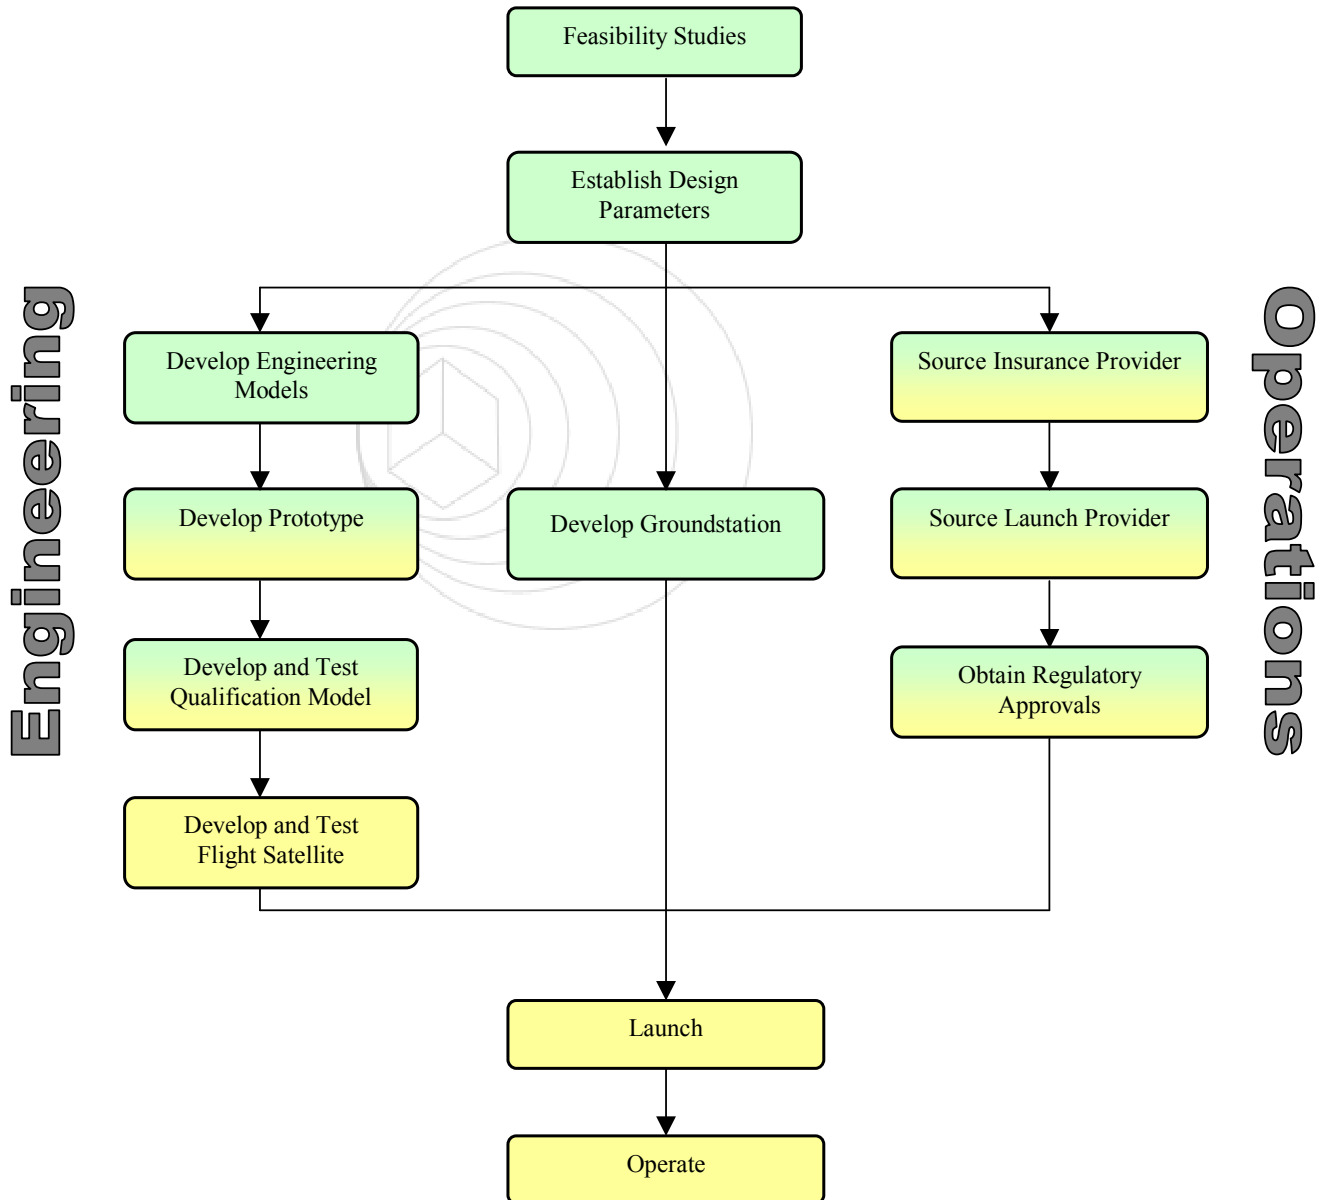 Feasibility Studies
Establish Design
Parameters
Engineering
Operations
Develop Engineering
Models
Source Insurance Provider
Develop Prototype
Develop Groundstation
Source Launch Provider
Develop and Test
Qualification Model
Obtain Regulatory
Approvals
Develop and Test
Flight Satellite
Launch
Operate